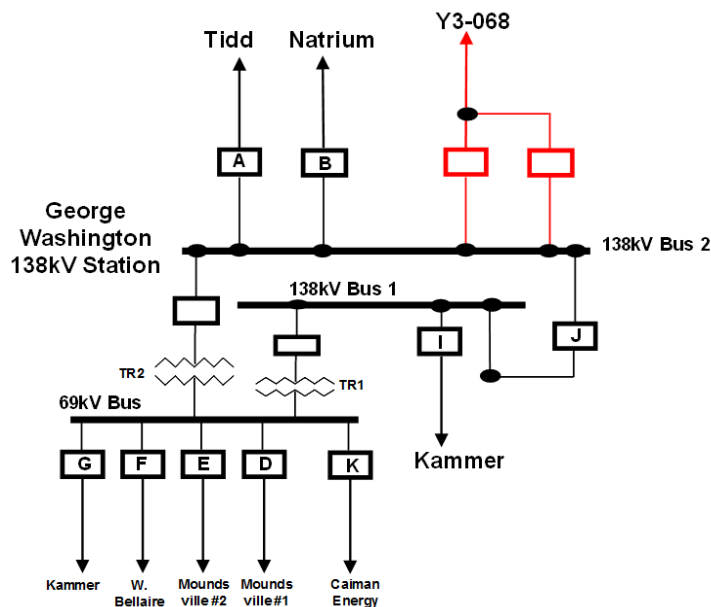 Y3-068
Tidd
Natrium
A
B
George
Washington
138kV Station
138kV Bus 2
138kV Bus 1
I
J
TR2
TR1
69kV Bus
G
F
E
D
K
Kammer
Kammer
W.
Bellaire
Mounds
ville #2
Mounds
ville #1
Caiman
Energy